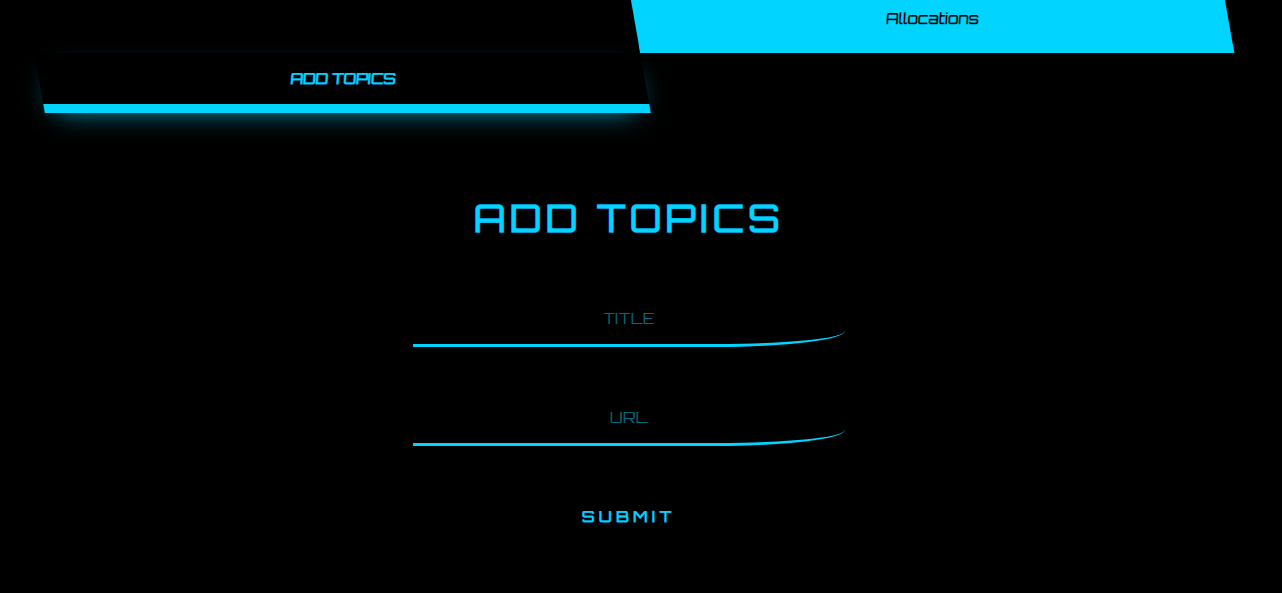 Allocations
ADD TOPICS
ADD TOPICS
TITLE
URL
SUBMIT